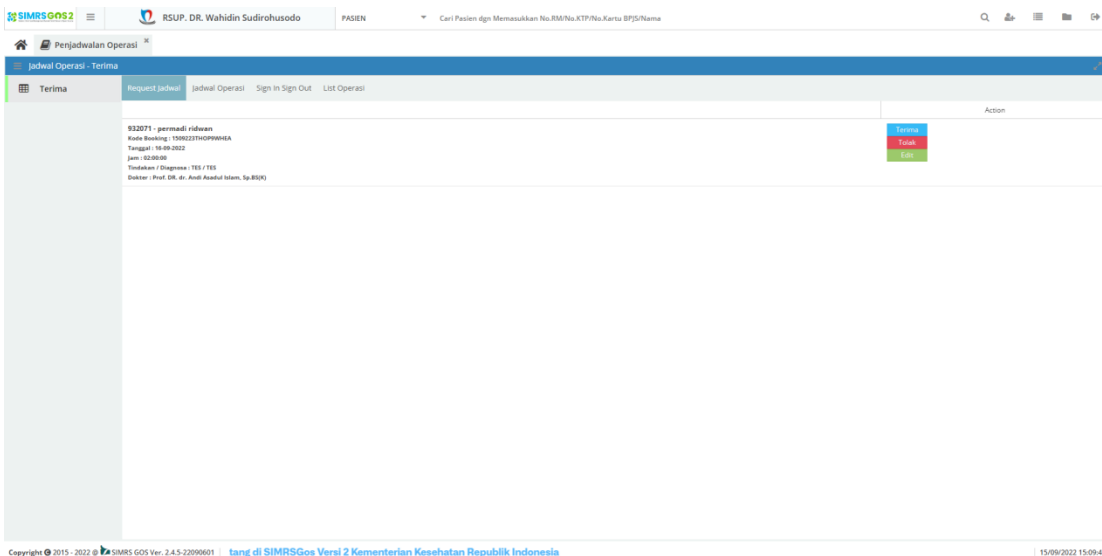 SIMRSGOS2
RSUP. DR. Wahidin Sudirohusodo
PASIEN
Cari Pasien dgn Memasukkan No.RM/No.KTP/No.Kartu BPJS/Nama
Penjadwalan Operasi
Jadwal Operasi - Terima
Terima
Request Jadwal Jadwal Operasi Sign In Sign Out List Operasi
Action
932071 - permadi ridwan
Kode Booking : 1509223THOP9WHEA
Tanggal : 16-09-2022
Jam : 02:00:00
Tindakan / Diagnosa : TES / TES
Dokter : Prof. DR. dr. Andi Asadul Islam, Sp.BS(K)
Terima
Tolak
Edit
Copyright © 2015 - 2022 @ SIMRS GOS Ver. 2.4.5-22090601
tang di SIMRSGos Versi 2 Kementerian Kesehatan Republik Indonesia
15/09/2022 15:09:4